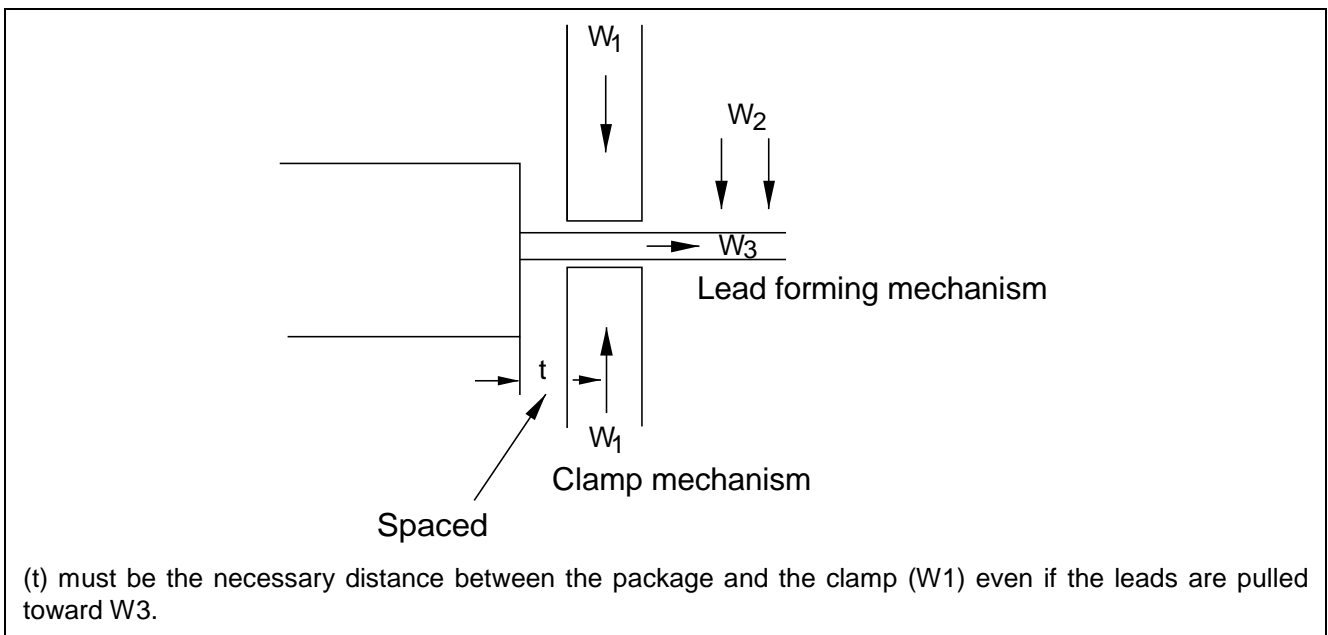 W1
W2
W3
Lead forming mechanism
t
W1
Clamp mechanism
Spaced
(t) must be the necessary distance between the package and the clamp (W1) even if the leads are pulled
toward W3.